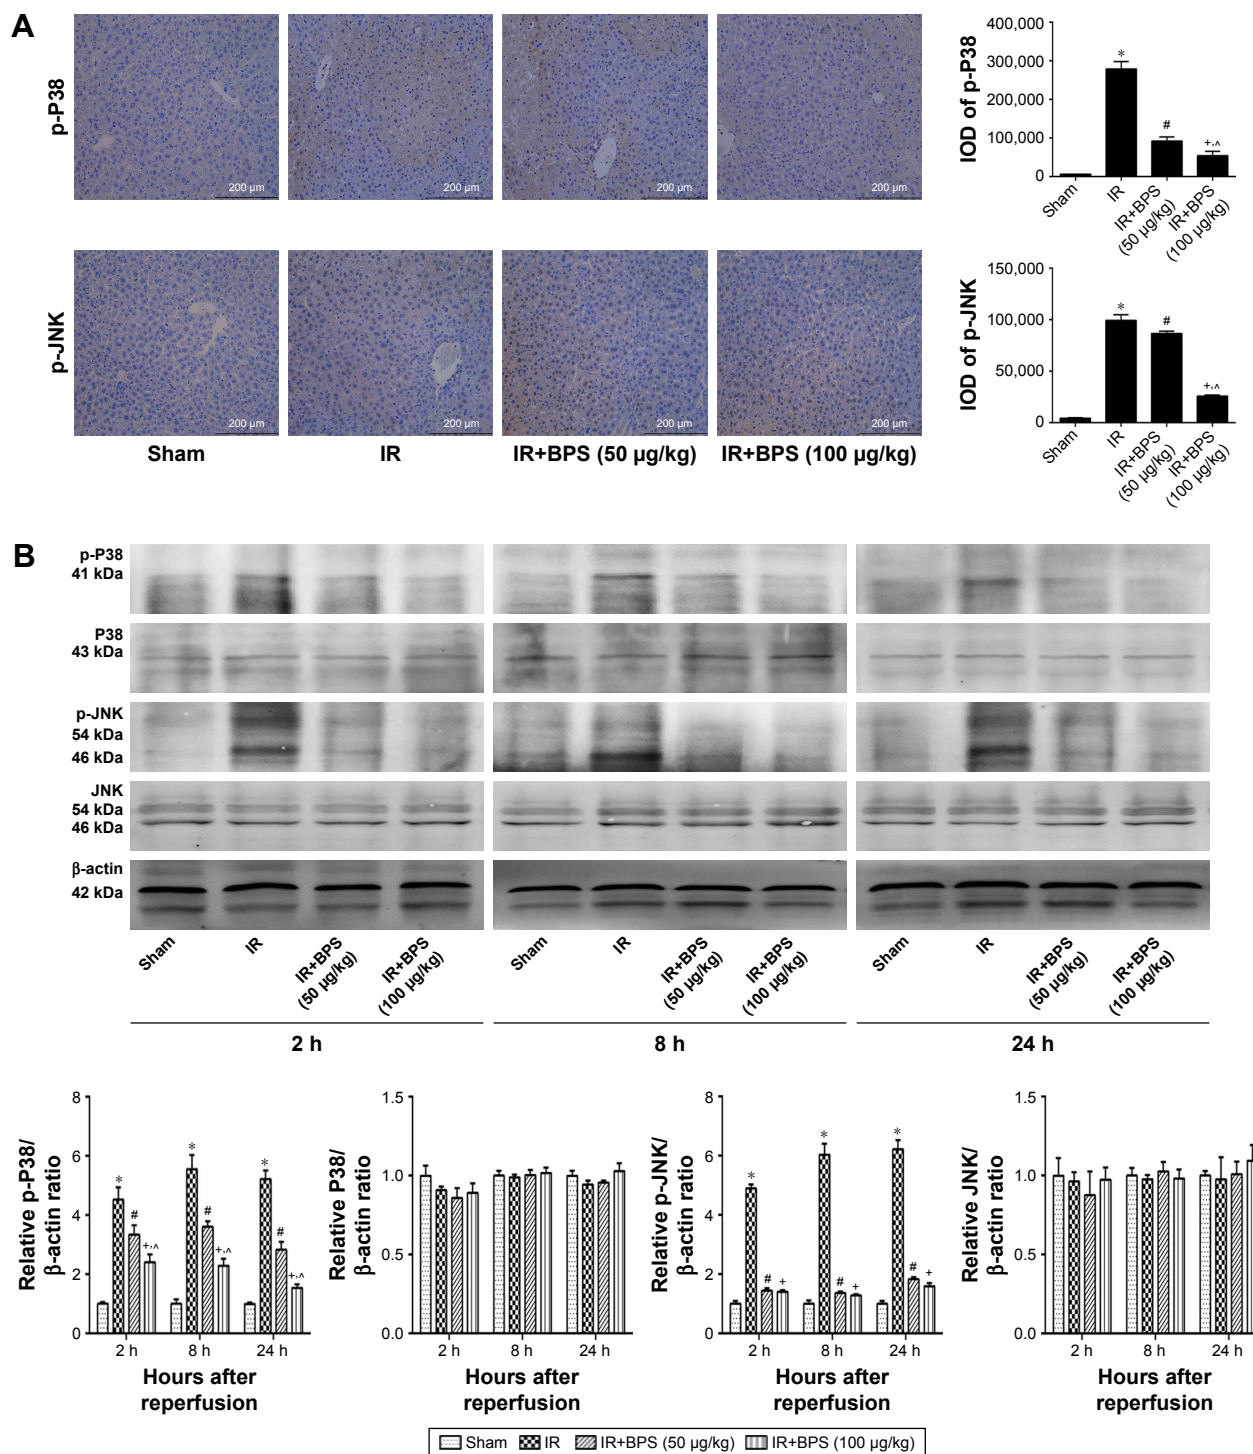 A
p-P38
200 µm
200 µm
200 µm
200 µm
IOD of p-P38
400,000
300,000
200,000
100,000
0
*
#
+,^
Sham
IR
IR+BPS
(50 µg/kg)
IR+BPS
(100 µg/kg)
p-JNK
200 µm
200 µm
200 µm
200 µm
Sham
IR
IR+BPS (50 µg/kg)
IR+BPS (100 µg/kg)
IOD of p-JNK
150,000
100,000
50,000
0
*
#
+,^
Sham
IR
IR+BPS
(50 µg/kg)
IR+BPS
(100 µg/kg)
B
p-P38
41 kDa
P38
43 kDa
p-JNK
54 kDa
46 kDa
JNK
54 kDa
46 kDa
β-actin
42 kDa
Sham
IR
IR+BPS
(50 µg/kg)
IR+BPS
(100 µg/kg)
Sham
IR
IR+BPS
(50 µg/kg)
IR+BPS
(100 µg/kg)
Sham
IR
IR+BPS
(50 µg/kg)
IR+BPS
(100 µg/kg)
2 h
8 h
24 h
Relative p-P38/
β-actin ratio
8
6
4
2
0
*
#
+,^
*
#
+,^
*
#
+,^
2 h
8 h
24 h
Hours after
reperfusion
Relative P38/
β-actin ratio
1.5
1.0
0.5
0.0
2 h
8 h
24 h
Hours after
reperfusion
Relative p-JNK/
β-actin ratio
8
6
4
2
0
*
#
+
*
#
+
*
#
+
2 h
8 h
24 h
Hours after
reperfusion
Relative JNK/
β-actin ratio
1.5
1.0
0.5
0.0
2 h
8 h
24 h
Hours after
reperfusion
Sham
IR
IR+BPS (50 µg/kg)
IR+BPS (100 µg/kg)